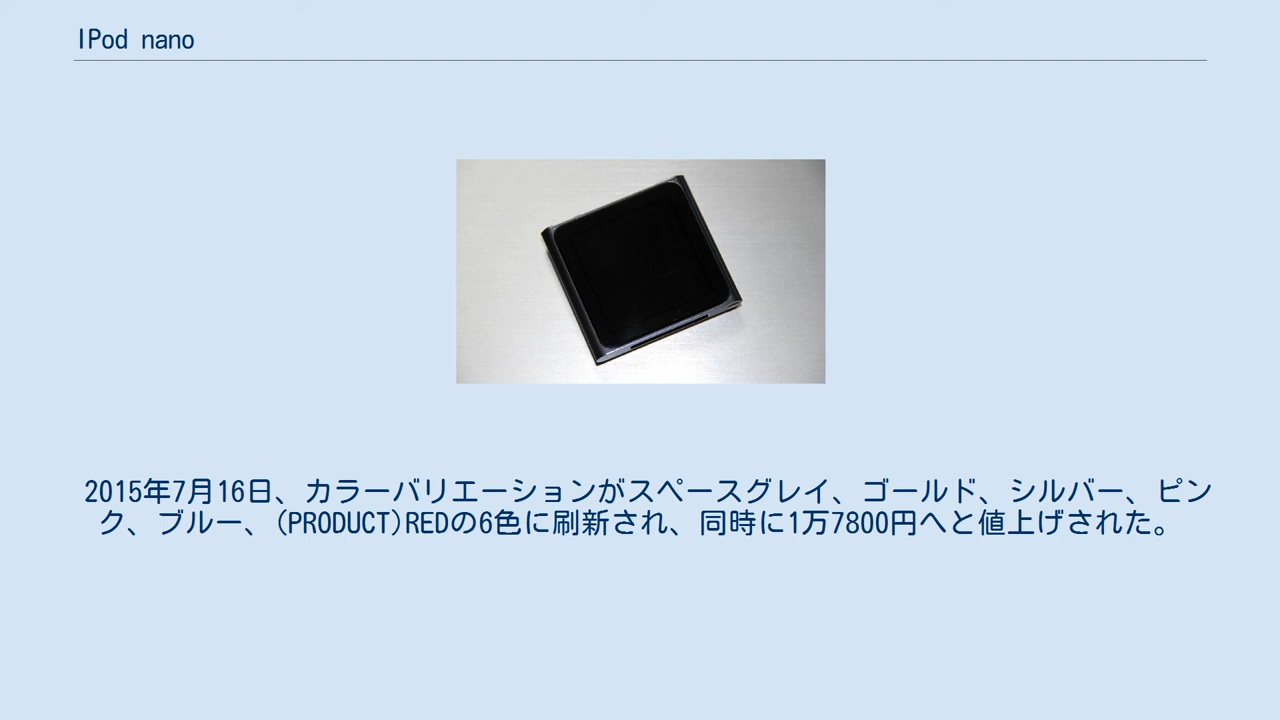 IPod nano
2015年7月16日、カラーバリエーションがスペースグレイ、ゴールド、シルバー、ピン
ク、ブルー、(PRODUCT)REDの6色に刷新され、同時に1万7800円へと値上げされた。